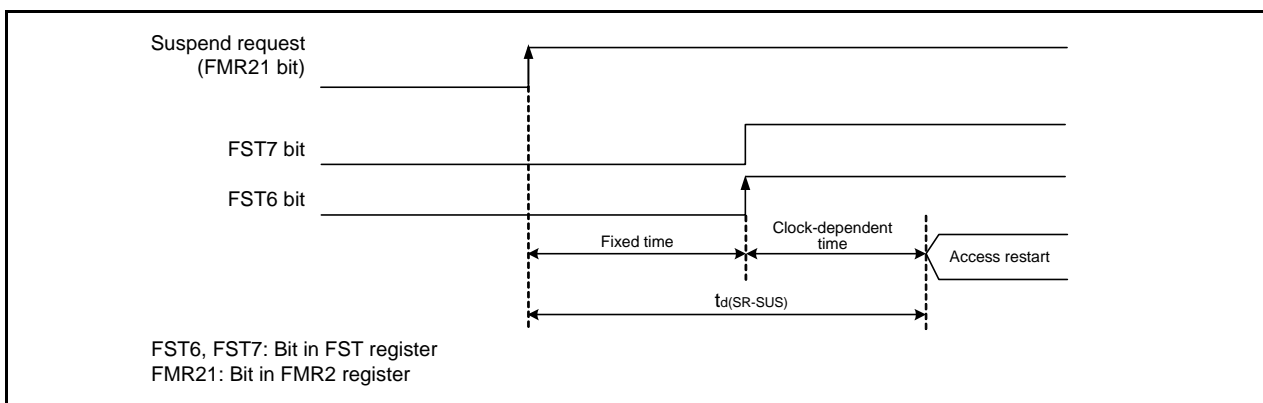 Suspend request
(FMR21 bit)
FST7 bit
FST6 bit
Fixed time
Clock-dependent
time
Access restart
td(SR-SUS)
FST6, FST7: Bit in FST register
FMR21: Bit in FMR2 register